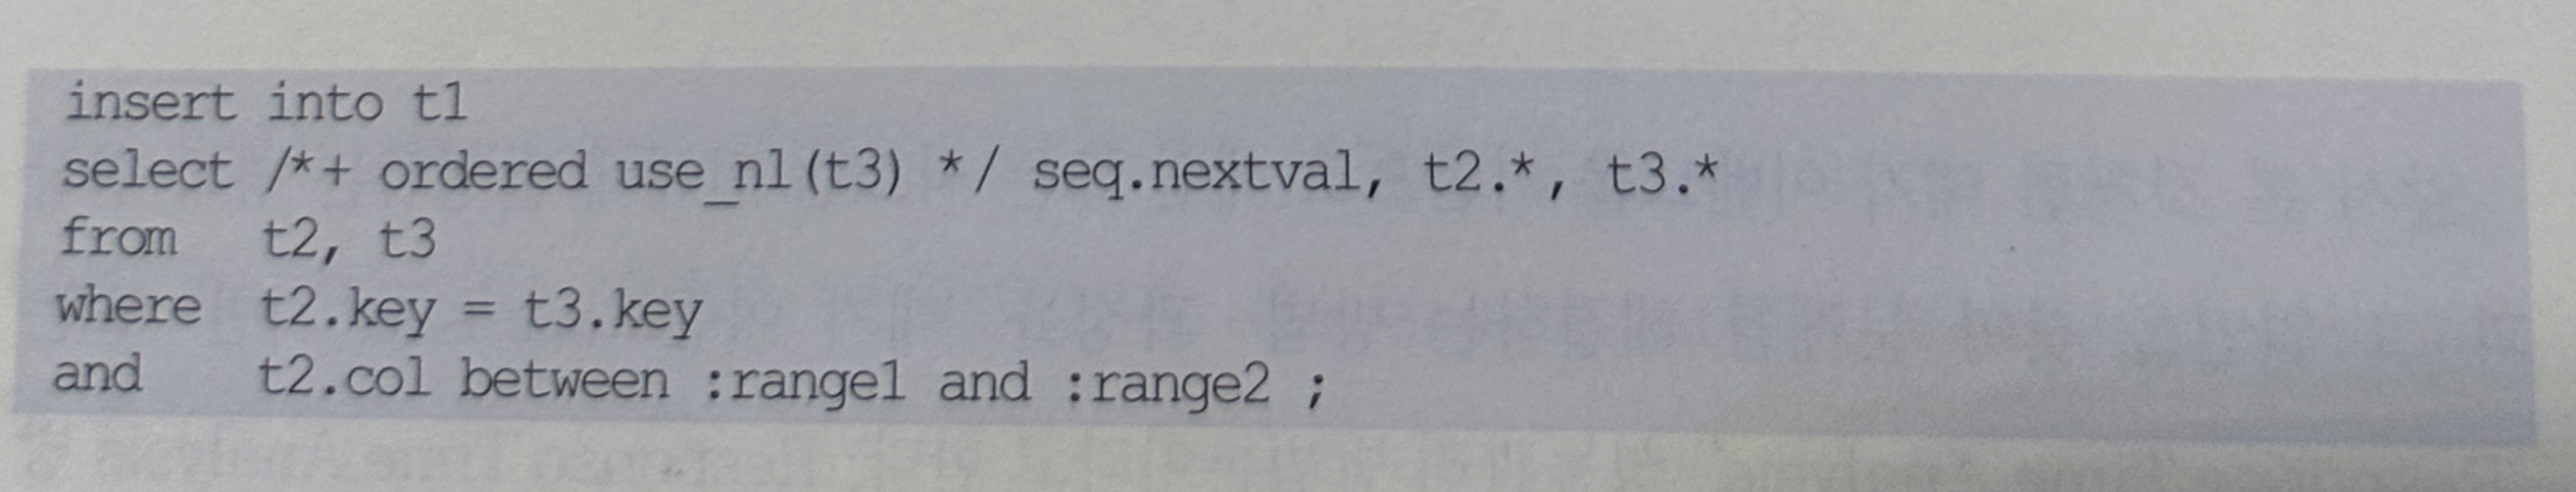 insert into t1
select /*+ ordered use_nl(t3) */ seq.nextval, t2.*, t3.*
from   t2, t3
where  t2.key = t3.key
and    t2.col between :range1 and :range2 ;